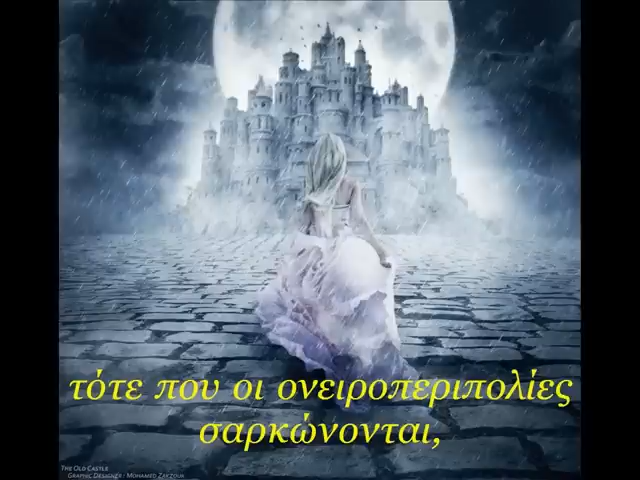 τότε που οι ονειροπεριπολίες
σαρκώνονται,
THE OLD CASTLE
GRAPHIC DESIGNER : MOHAMED ZAKZOUK